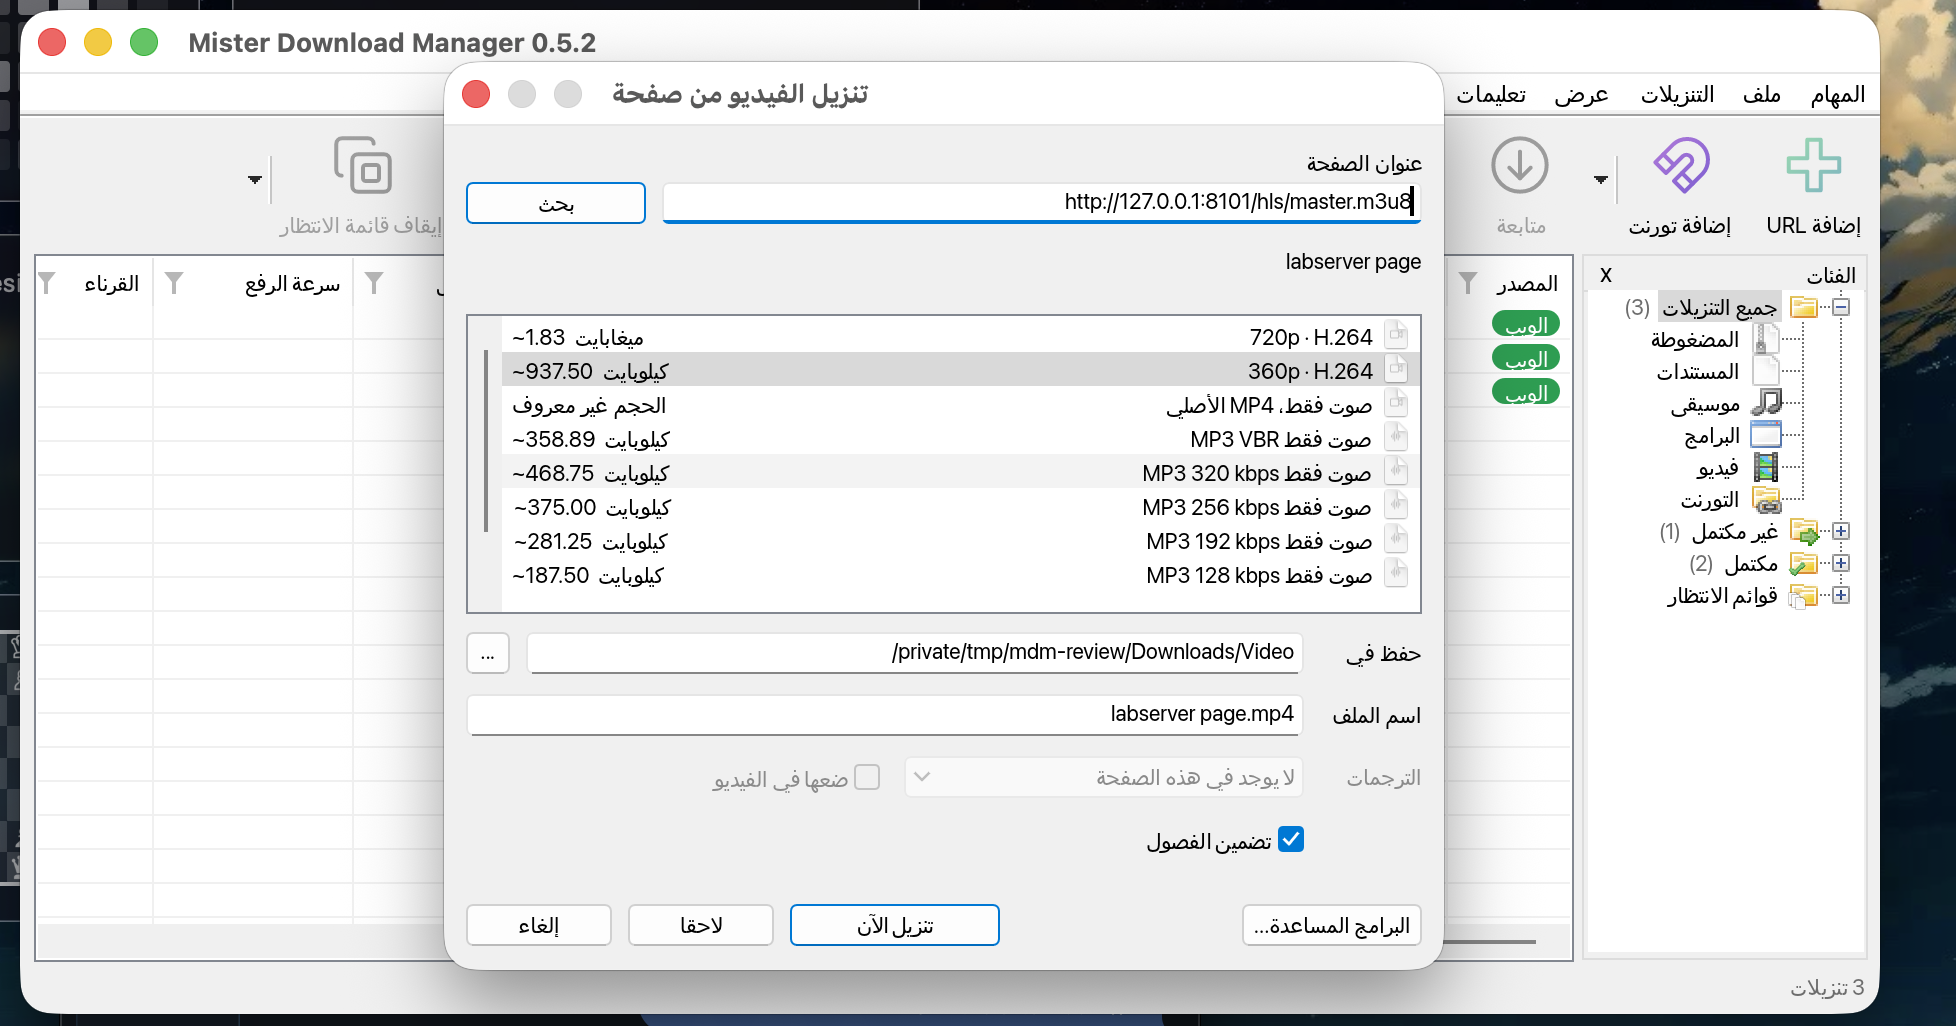 Mister Download Manager 0.5.2
المهام ملف التنزيلات عرض تعليمات
إضافة URL
إضافة تورنت
متابعة
إيقاف قائمة الانتظار
الفئات X
جميع التنزيلات (3)
المضغوطة
المستندات
موسيقى
البرامج
فيديو
التورنت
غير مكتمل (1)
مكتمل (2)
قوائم الانتظار
المصدر
الويب
الويب
الويب
سرعة الرفع
القرناء
تنزيل الفيديو من صفحة
عنوان الصفحة
http://127.0.0.1:8101/hls/master.m3u8
بحث
labserver page
720p · H.264 ~1.83 ميغابايت
360p · H.264 ~937.50 كيلوبايت
صوت فقط، MP4 الأصلي الحجم غير معروف
صوت فقط MP3 VBR ~358.89 كيلوبايت
صوت فقط MP3 320 kbps ~468.75 كيلوبايت
صوت فقط MP3 256 kbps ~375.00 كيلوبايت
صوت فقط MP3 192 kbps ~281.25 كيلوبايت
صوت فقط MP3 128 kbps ~187.50 كيلوبايت
حفظ في /private/tmp/mdm-review/Downloads/Video ...
اسم الملف labserver page.mp4
الترجمات لا يوجد في هذه الصفحة ضعها في الفيديو
تضمين الفصول
البرامج المساعدة... تنزيل الآن لاحقا إلغاء
3 تنزيلات